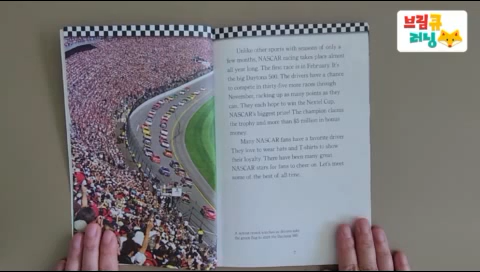 브림큐
러닝
Unlike other sports with seasons of only a
few months, NASCAR racing takes place almost
all year long. The first race is in February. It's
the big Daytona 500. The drivers have a chance
to compete in thirty-five more races through
November, racking up as many points as they
can. They each hope to win the Nextel Cup,
NASCAR's biggest prize! The champion claims
the trophy and more than $5 million in bonus
money.
Many NASCAR fans have a favorite driver.
They love to wear hats and T-shirts to show
their loyalty. There have been many great
NASCAR stars for fans to cheer on. Let's meet
some of the best of all time.